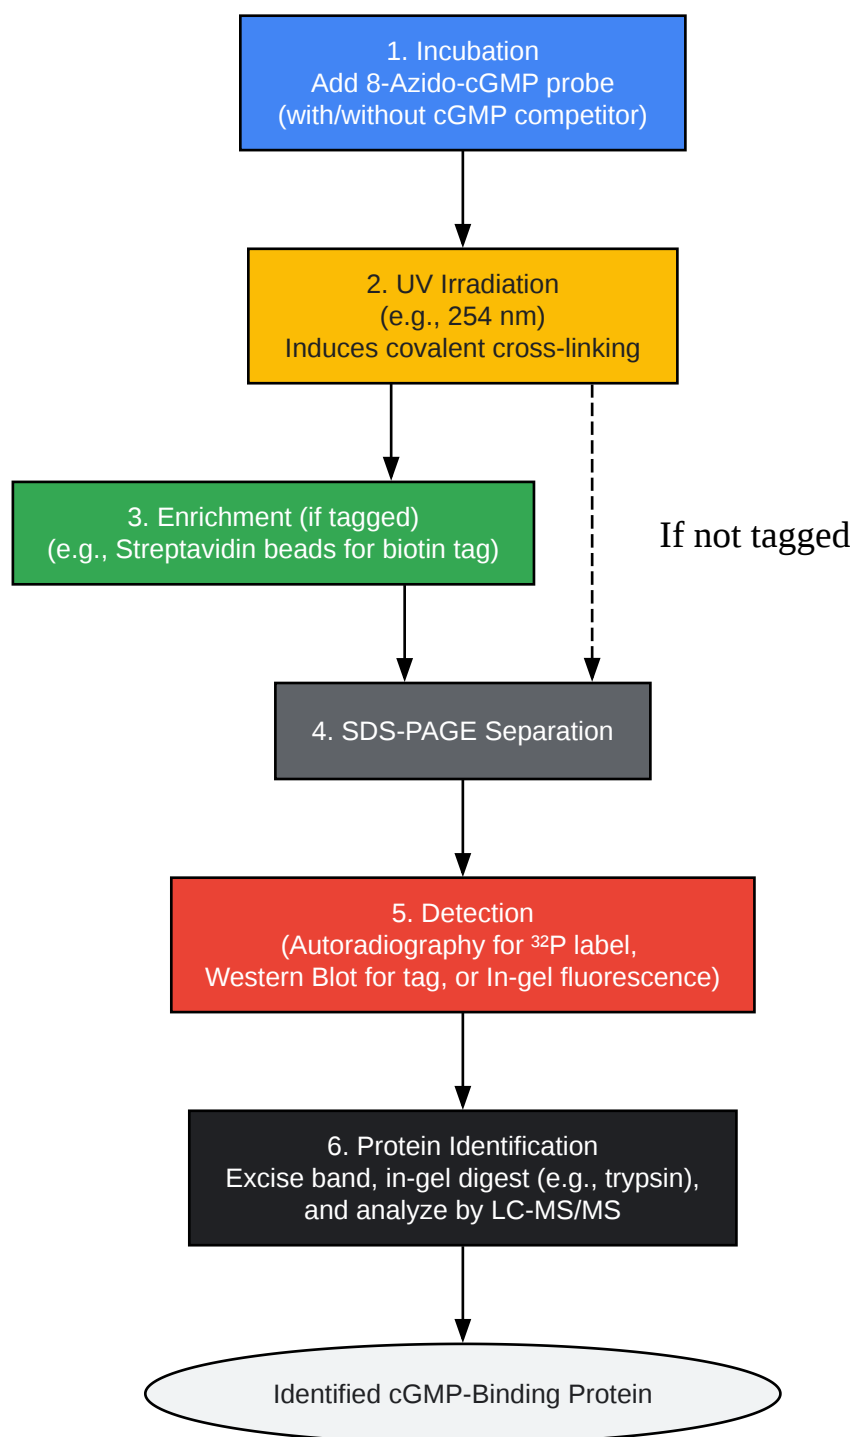 1. Incubation
Add 8-Azido-cGMP probe
(with/without cGMP competitor)
2. UV Irradiation
(e.g., 254 nm)
Induces covalent cross-linking
3. Enrichment (if tagged)
(e.g., Streptavidin beads for biotin tag)
If not tagged
4. SDS-PAGE Separation
5. Detection
(Autoradiography for ³²P label,
Western Blot for tag, or In-gel fluorescence)
6. Protein Identification
Excise band, in-gel digest (e.g., trypsin),
and analyze by LC-MS/MS
Identified cGMP-Binding Protein